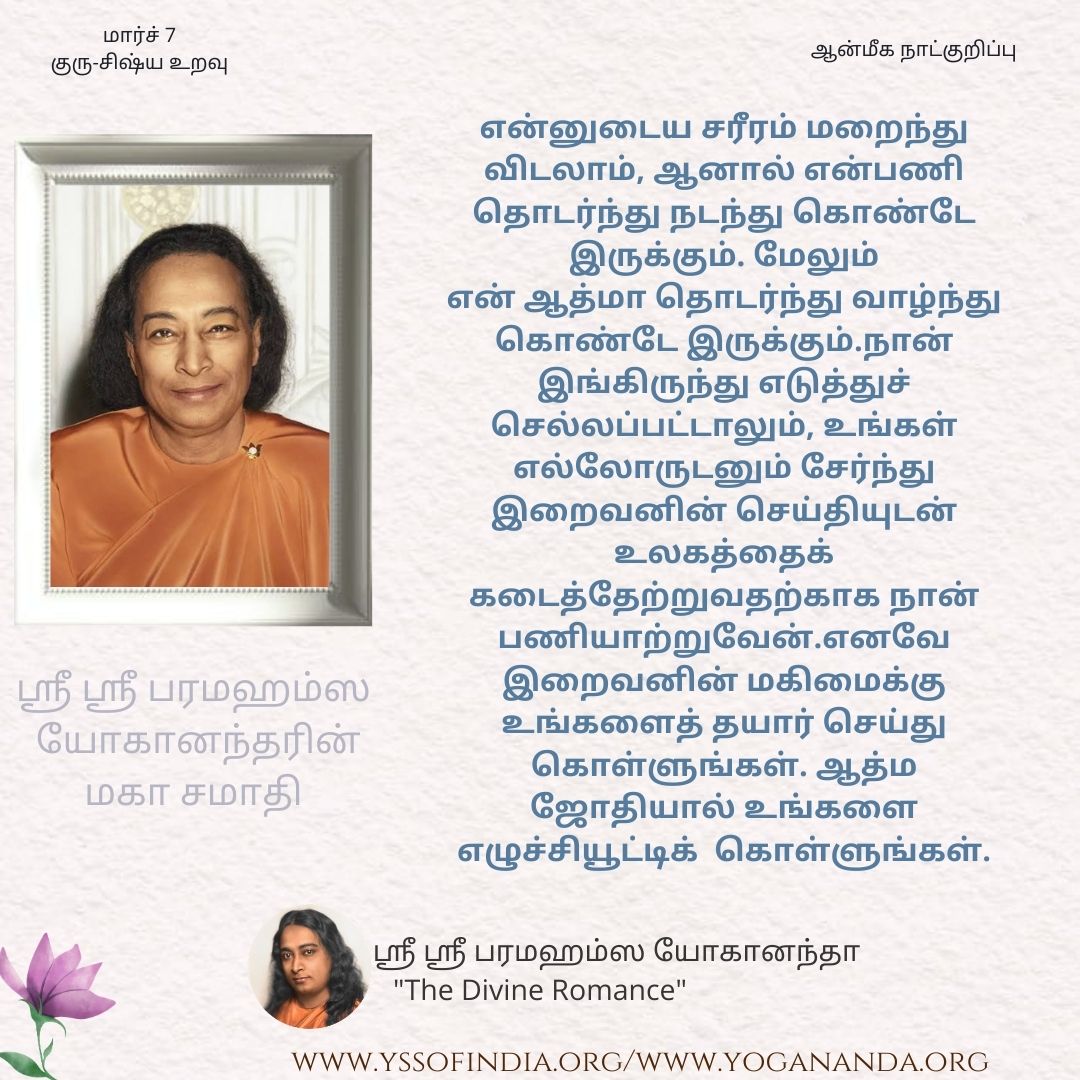 மார்ச் 7
குரு-சிஷ்ய உறவு
ஆன்மீக நாட்குறிப்பு
என்னுடைய சரீரம் மறைந்து
விடலாம், ஆனால் என்பணி
தொடர்ந்து நடந்து கொண்டே
இருக்கும். மேலும்
என் ஆத்மா தொடர்ந்து வாழ்ந்து
கொண்டே இருக்கும்.நான்
இங்கிருந்து எடுத்துச்
செல்லப்பட்டாலும், உங்கள்
எல்லோருடனும் சேர்ந்து
இறைவனின் செய்தியுடன்
உலகத்தைக்
கடைத்தேற்றுவதற்காக நான்
பணியாற்றுவேன்.எனவே
இறைவனின் மகிமைக்கு
உங்களைத் தயார் செய்து
கொள்ளுங்கள். ஆத்ம
ஜோதியால் உங்களை
எழுச்சியூட்டிக் கொள்ளுங்கள்.
ஸ்ரீ ஸ்ரீ பரமஹம்ஸ
யோகானந்தரின்
மகா சமாதி
ஸ்ரீ ஸ்ரீ பரமஹம்ஸ யோகானந்தா
"The Divine Romance"
WWW.YSSOFINDIA.ORG/WWW.YOGANANDA.ORG